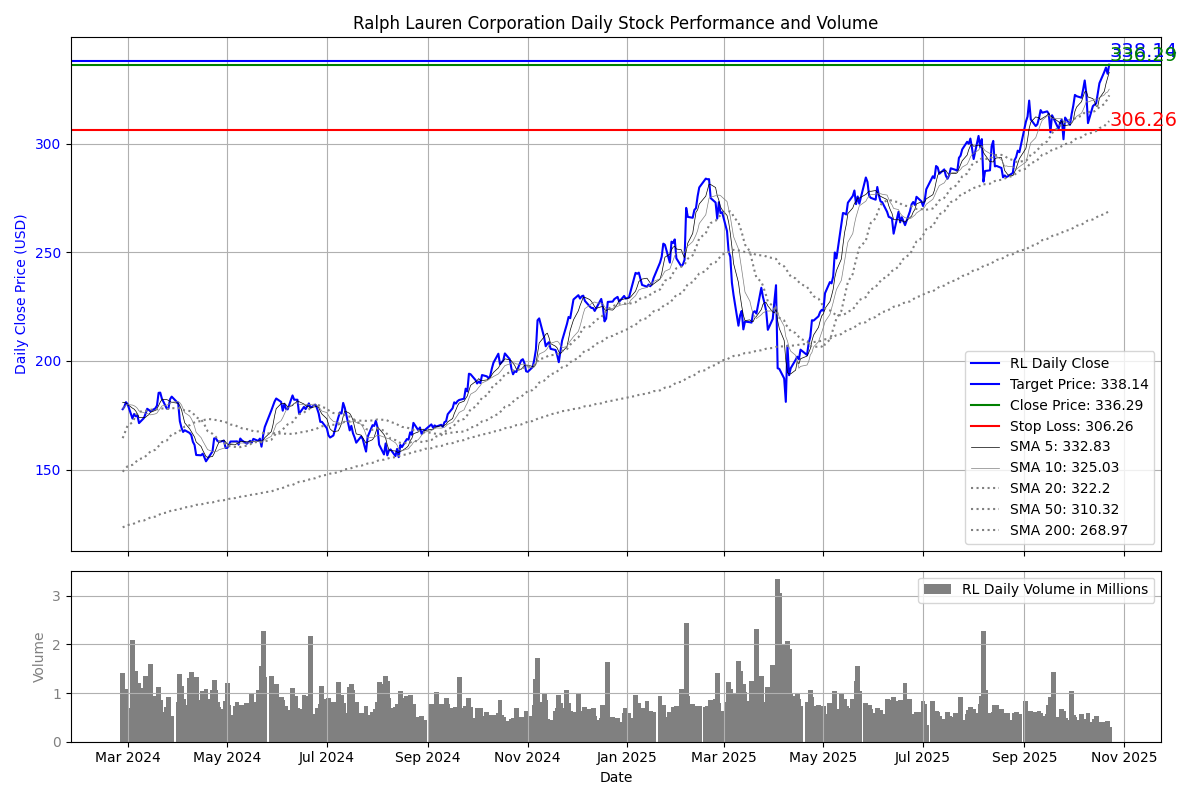 Ralph Lauren Corporation Daily Stock Performance and Volume
338.14
336.29
306.26
300
250
200
150
Daily Close Price (USD)
RL Daily Close
Target Price: 338.14
Close Price: 336.29
Stop Loss: 306.26
SMA 5: 332.83
SMA 10: 325.03
SMA 20: 322.2
SMA 50: 310.32
SMA 200: 268.97
RL Daily Volume in Millions
3
2
1
0
Volume
Mar 2024 May 2024 Jul 2024 Sep 2024 Nov 2024 Jan 2025 Mar 2025 May 2025 Jul 2025 Sep 2025 Nov 2025
Date